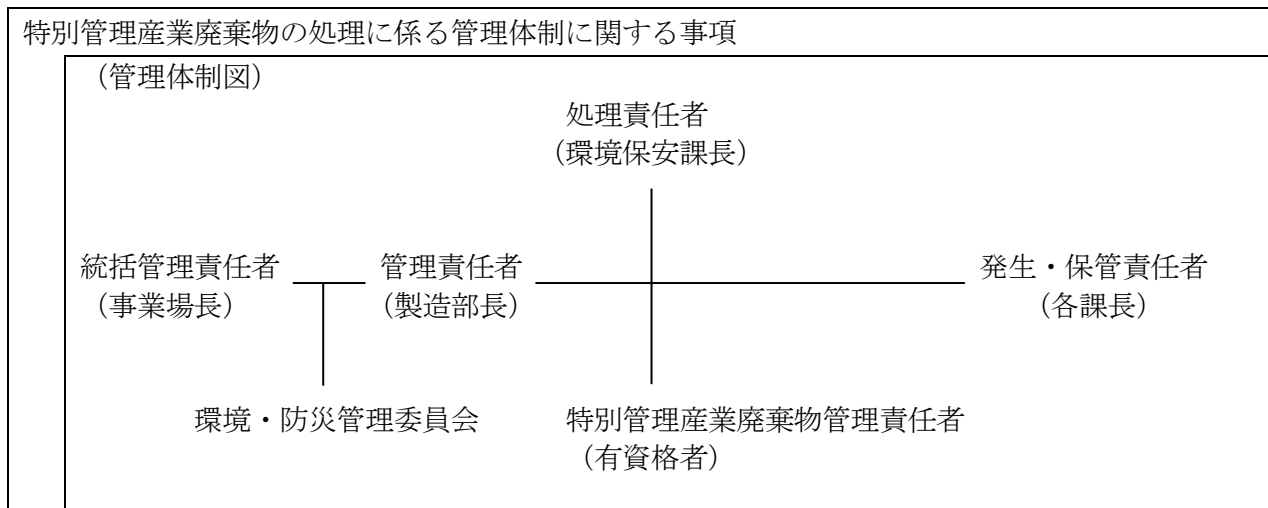 特別管理産業廃棄物の処理に係る管理体制に関する事項
（管理体制図）
処理責任者
（環境保安課長）
統括管理責任者 管理責任者 発生・保管責任者
（事業場長） （製造部長） （各課長）
環境・防災管理委員会 特別管理産業廃棄物管理責任者
（有資格者）